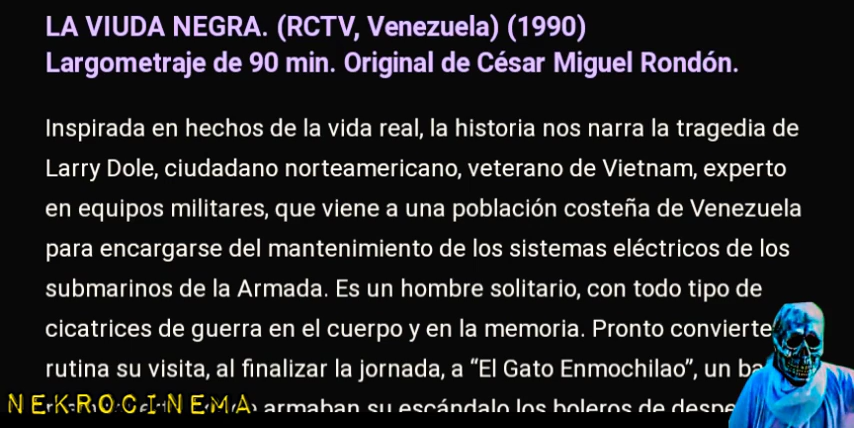 LA VIUDA NEGRA. (RCTV, Venezuela) (1990)
Largometraje de 90 min. Original de César Miguel Rondón.
Inspirada en hechos de la vida real, la historia nos narra la tragedia de
Larry Dole, ciudadano norteamericano, veterano de Vietnam, experto
en equipos militares, que viene a una población costeña de Venezuela
para encargarse del mantenimiento de los sistemas eléctricos de los
submarinos de la Armada. Es un hombre solitario, con todo tipo de
cicatrices de guerra en el cuerpo y en la memoria. Pronto convierte
rutina su visita, al finalizar la jornada, a “El Gato Enmochilao”, un
armaban su escándalo los boleros de
NEKROCINEMA